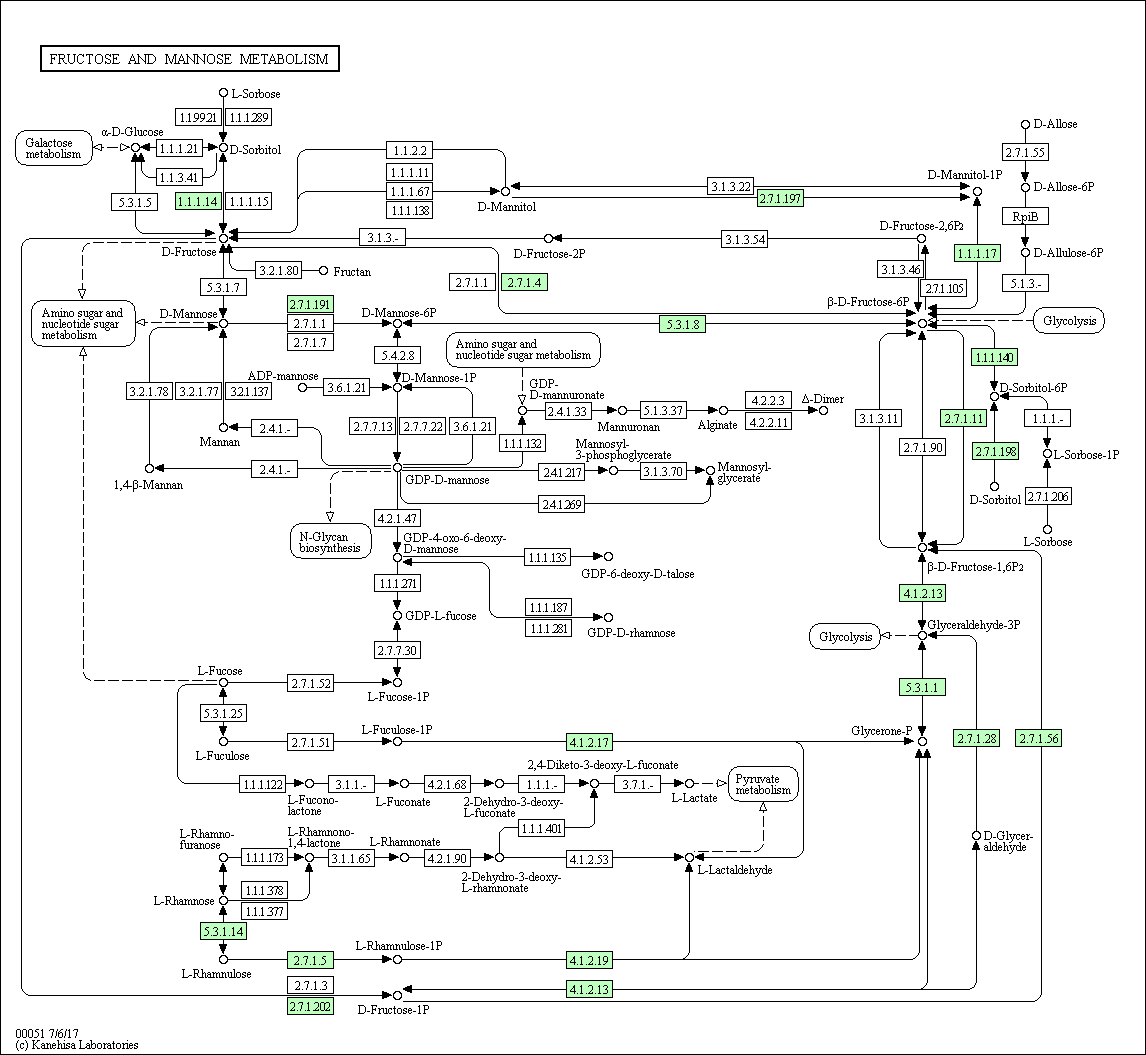 FRUCTOSE AND MANNOSE METABOLISM
L-Sorbose
1.1.99.21
1.1.1.289
Galactose
metabolism
α-D-Glucose
1.1.1.21
D-Sorbitol
1.1.3.41
5.3.1.5
1.1.1.14
1.1.1.15
1.1.2.2
1.1.1.11
1.1.1.67
1.1.1.138
D-Mannitol
3.1.3.22
2.7.1.197
D-Mannitol-1P
1.1.1.17
D-Allose
2.7.1.55
D-Allose-6P
RpiB
D-Allulose-6P
5.1.3.-
D-Fructose
3.1.3.-
D-Fructose-2P
3.1.3.54
D-Fructose-2,6P2
3.2.1.80
Fructan
5.3.1.7
2.7.1.1
2.7.1.4
3.1.3.46
2.7.1.105
β-D-Fructose-6P
Glycolysis
Amino sugar and
nucleotide sugar
metabolism
D-Mannose
2.7.1.191
2.7.1.1
2.7.1.7
D-Mannose-6P
5.3.1.8
5.4.2.8
Amino sugar and
nucleotide sugar metabolism
1.1.1.140
D-Sorbitol-6P
ADP-mannose
3.6.1.21
D-Mannose-1P
GDP-
D-mannuronate
3.2.1.78
3.2.1.77
3.2.1.137
2.4.1.33
Mannuronan
5.1.3.37
Alginate
4.2.2.3
4.2.2.11
Δ-Dimer
3.1.3.11
2.7.1.11
1.1.1.-
Mannan
2.4.1.-
2.7.7.13
2.7.7.22
3.6.1.21
1.1.1.132
2.7.1.90
2.7.1.198
L-Sorbose-1P
Mannosyl-
3-phosphoglycerate
2.4.1.217
3.1.3.70
Mannosyl-
glycerate
1,4-β-Mannan
2.4.1.-
GDP-D-mannose
2.4.1.269
D-Sorbitol
2.7.1.206
L-Sorbose
4.2.1.47
N-Glycan
biosynthesis
GDP-4-oxo-6-deoxy-
D-mannose
1.1.1.135
GDP-6-deoxy-D-talose
β-D-Fructose-1,6P2
1.1.1.271
4.1.2.13
GDP-L-fucose
1.1.1.187
1.1.1.281
GDP-D-rhamnose
Glycolysis
Glyceraldehyde-3P
2.7.7.30
L-Fucose
2.7.1.52
L-Fucose-1P
5.3.1.1
5.3.1.25
L-Fuculose
2.7.1.51
L-Fuculose-1P
4.1.2.17
Glycerone-P
2.7.1.28
2.7.1.56
1.1.1.122
L-Fucono-
lactone
3.1.1.-
L-Fuconate
4.2.1.68
2-Dehydro-3-deoxy-
L-fuconate
1.1.1.-
2,4-Diketo-3-deoxy-L-fuconate
3.7.1.-
L-Lactate
Pyruvate
metabolism
1.1.1.401
L-Rhamno-
furanose
1.1.1.173
L-Rhamnono-
1,4-lactone
3.1.1.65
L-Rhamnonate
4.2.1.90
2-Dehydro-3-deoxy-
L-rhamnonate
4.1.2.53
L-Lactaldehyde
D-Glycer-
aldehyde
1.1.1.378
1.1.1.377
L-Rhamnose
5.3.1.14
L-Rhamnulose
2.7.1.5
L-Rhamnulose-1P
4.1.2.19
2.7.1.3
2.7.1.202
D-Fructose-1P
4.1.2.13
00051 7/6/17
(c) Kanehisa Laboratories